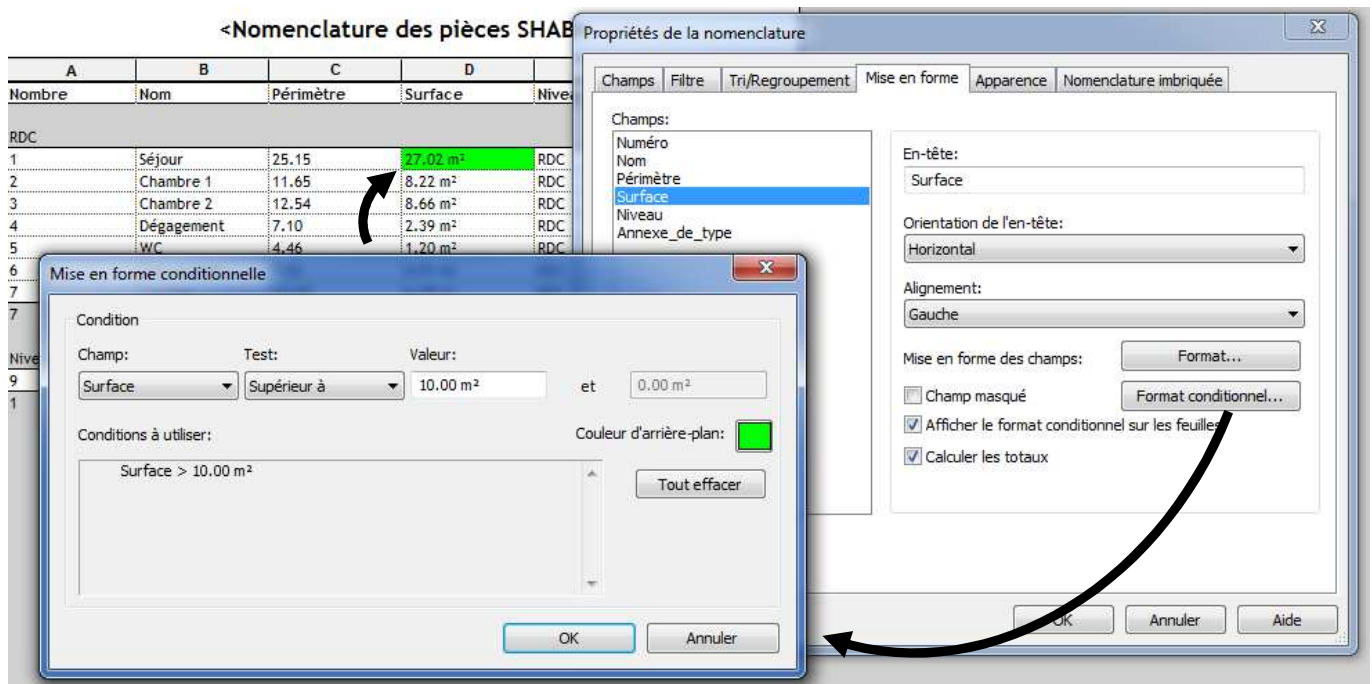 <Nomenclature des pièces SHAB
A B C D
Nombre Nom Périmètre Surface Nive
RDC
1 Séjour 25.15 27.02 m² RDC
2 Chambre 1 11.65 8.22 m² RDC
3 Chambre 2 12.54 8.66 m² RDC
4 Dégagement 7.10 2.39 m² RDC
5 WC 4.46 1.20 m² RDC
6
7
7
Nive
9
1
Propriétés de la nomenclature
Champs Filtre Tri/Regroupement Mise en forme Apparence Nomenclature imbriquée
Champs:
Numéro
Nom
Périmètre
Surface
Niveau
Annexe_de_type
En-tête:
Surface
Orientation de l'en-tête:
Horizontal
Alignement:
Gauche
Mise en forme des champs: Format...
Champ masqué Format conditionnel...
Afficher le format conditionnel sur les feuilles
Calculer les totaux
OK Annuler Aide
Mise en forme conditionnelle
Condition
Champ: Test: Valeur:
Surface Supérieur à 10.00 m² et 0.00 m²
Conditions à utiliser: Couleur d'arrière-plan:
Surface > 10.00 m²
Tout effacer
OK Annuler